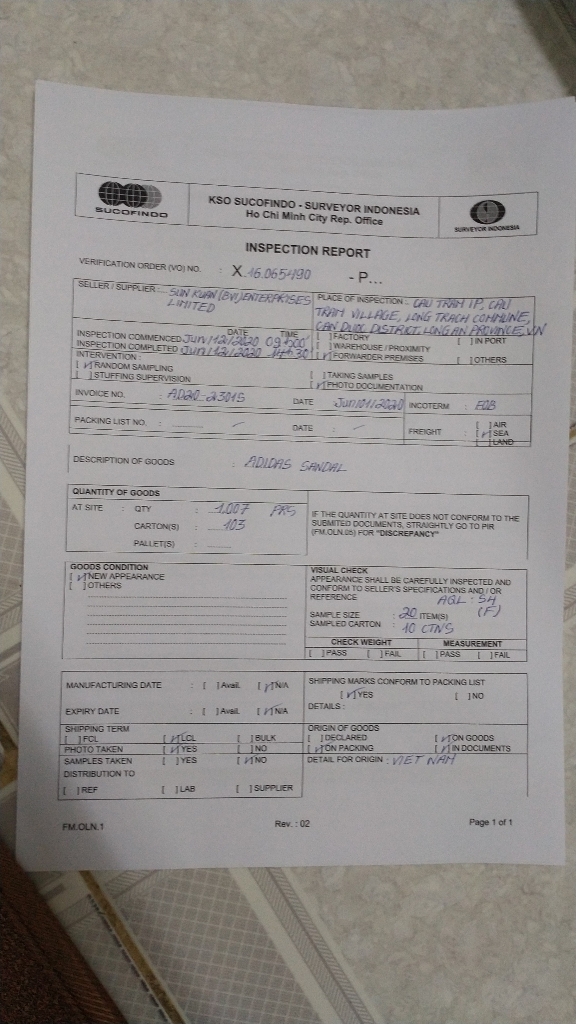 SUCOFINDO
KSO SUCOFINDO - SURVEYOR INDONESIA
Ho Chi Minh City Rep. Office
SURVEYOR INDONESIA
INSPECTION REPORT
VERIFICATION ORDER (VO) NO. : X.16.065490 - P...
SELLER / SUPPLIER : SUN KUAN (BVI) ENTERPRISES
LIMITED
PLACE OF INSPECTION : CAU TRAM IP, CAU
TRAM VILLAGE, LONG TRACH COMMUNE,
CAN DUOC DISTRICT, LONG AN PROVINCE, VN
DATE TIME
INSPECTION COMMENCED Jun/12/2020 09h00
INSPECTION COMPLETED Jun/12/2020 14h30
[ ] FACTORY [ ] IN PORT
[ ] WAREHOUSE / PROXIMITY
[✓] FORWARDER PREMISES [ ] OTHERS
INTERVENTION :
[✓] RANDOM SAMPLING [ ] TAKING SAMPLES
[ ] STUFFING SUPERVISION [✓] PHOTO DOCUMENTATION
INVOICE NO. : AD20-23015 DATE Jun/01/2020 INCOTERM : FOB
PACKING LIST NO. : / DATE : /
FREIGHT : [ ] AIR
[✓] SEA
[ ] LAND
DESCRIPTION OF GOODS : ADIDAS SANDAL
QUANTITY OF GOODS
AT SITE : QTY : 1,007 PRS
CARTON(S) : 103
PALLET(S) :
IF THE QUANTITY AT SITE DOES NOT CONFORM TO THE
SUBMITED DOCUMENTS, STRAIGHTLY GO TO PIR
(FM.OLN.05) FOR "DISCREPANCY"
GOODS CONDITION
[✓] NEW APPEARANCE
[ ] OTHERS
VISUAL CHECK
APPEARANCE SHALL BE CAREFULLY INSPECTED AND
CONFORM TO SELLER'S SPECIFICATIONS AND / OR
REFERENCE AQL : S4
(F)
SAMPLE SIZE : 20 ITEM(S)
SAMPLED CARTON : 10 CTNS
CHECK WEIGHT MEASUREMENT
[ ] PASS [ ] FAIL [ ] PASS [ ] FAIL
MANUFACTURING DATE : [ ] Avail. [✓] N/A
EXPIRY DATE : [ ] Avail. [✓] N/A
SHIPPING MARKS CONFORM TO PACKING LIST
[✓] YES [ ] NO
DETAILS :
SHIPPING TERM
[ ] FCL [✓] LCL [ ] BULK
PHOTO TAKEN [✓] YES [ ] NO
SAMPLES TAKEN [ ] YES [✓] NO
DISTRIBUTION TO
[ ] REF [ ] LAB [ ] SUPPLIER
ORIGIN OF GOODS
[ ] DECLARED [✓] ON GOODS
[✓] ON PACKING [✓] IN DOCUMENTS
DETAIL FOR ORIGIN : VIET NAM
FM.OLN.1 Rev. : 02 Page 1 of 1